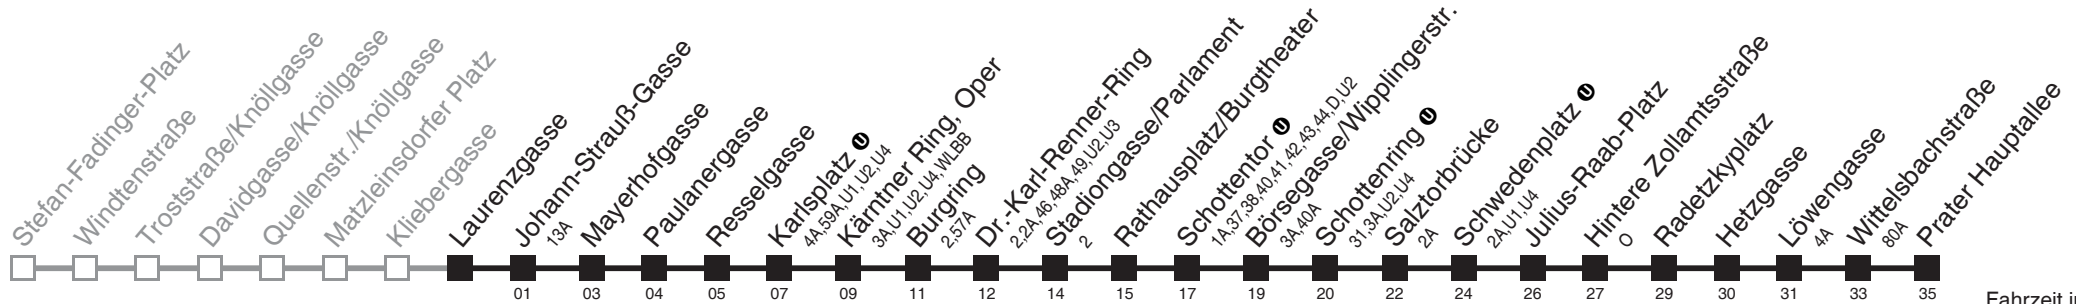 Stefan-Fadinger-Platz
Windtenstraße
Troststraße/Knöllgasse
Davidgasse/Knöllgasse
Quellenstr./Knöllgasse
Matzleinsdorfer Platz
Kliebergasse
Laurenzgasse
Johann-Strauß-Gasse
13A
Mayerhofgasse
Paulanergasse
Resselgasse
Karlsplatz U
4A,59A,U1,U2,U4
Kärntner Ring, Oper
3A,U1,U2,U4,WLBB
Burgring
2,57A
Dr.-Karl-Renner-Ring
2,2A,46,48A,49,U2,U3
Stadiongasse/Parlament
2
Rathausplatz/Burgtheater
Schottentor U
1A,37,38,40,41,42,43,44,D,U2
Börsegasse/Wipplingerstr.
3A,40A
Schottenring U
31,3A,U2,U4
Salztorbrücke
2A
Schwedenplatz U
2A,U1,U4
Julius-Raab-Platz
Hintere Zollamtsstraße
O
Radetzkyplatz
Hetzgasse
Löwengasse
4A
Wittelsbachstraße
80A
Prater Hauptallee
01 03 04 05 07 09 11 12 14 15 17 19 20 22 24 26 27 29 30 31 33 35
Fahrzeit